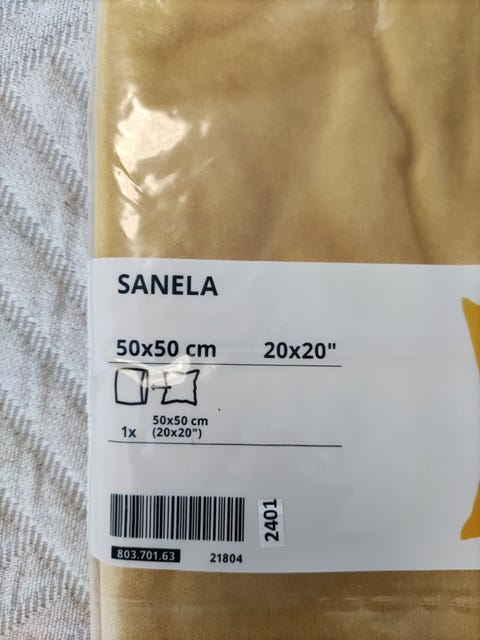 SANELA
50x50 cm 20x20"
50x50 cm
1x (20x20")
2401
803.701.63 21804